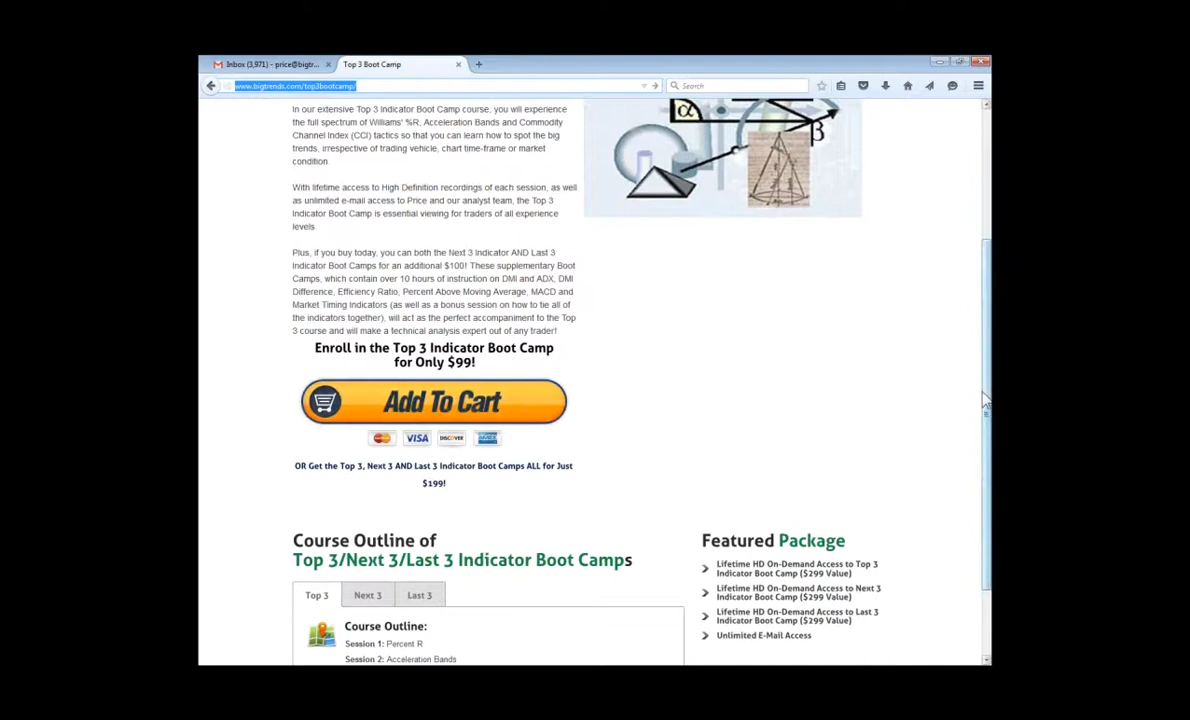 Inbox (3,971) - price@bigtr...
Top 3 Boot Camp
www.bigtrends.com/top3bootcamp/
Search
In our extensive Top 3 Indicator Boot Camp course, you will experience
the full spectrum of Williams' %R, Acceleration Bands and Commodity
Channel Index (CCI) tactics so that you can learn how to spot the big
trends, irrespective of trading vehicle, chart time-frame or market
condition
α
β
With lifetime access to High Definition recordings of each session, as well
as unlimited e-mail access to Price and our analyst team, the Top 3
Indicator Boot Camp is essential viewing for traders of all experience
levels.
Plus, if you buy today, you can both the Next 3 Indicator AND Last 3
Indicator Boot Camps for an additional $100! These supplementary Boot
Camps, which contain over 10 hours of instruction on DMI and ADX, DMI
Difference, Efficiency Ratio, Percent Above Moving Average, MACD and
Market Timing Indicators (as well as a bonus session on how to tie all of
the indicators together), will act as the perfect accompaniment to the Top
3 course and will make a technical analysis expert out of any trader!
Enroll in the Top 3 Indicator Boot Camp
for Only $99!
Add To Cart
VISA
DISCOVER
AMEX
OR Get the Top 3, Next 3 AND Last 3 Indicator Boot Camps ALL for Just
$199!
Course Outline of
Top 3/Next 3/Last 3 Indicator Boot Camps
Top 3
Next 3
Last 3
Course Outline:
Session 1: Percent R
Session 2: Acceleration Bands
Featured Package
Lifetime HD On-Demand Access to Top 3
Indicator Boot Camp ($299 Value)
Lifetime HD On-Demand Access to Next 3
Indicator Boot Camp ($299 Value)
Lifetime HD On-Demand Access to Last 3
Indicator Boot Camp ($299 Value)
Unlimited E-Mail Access